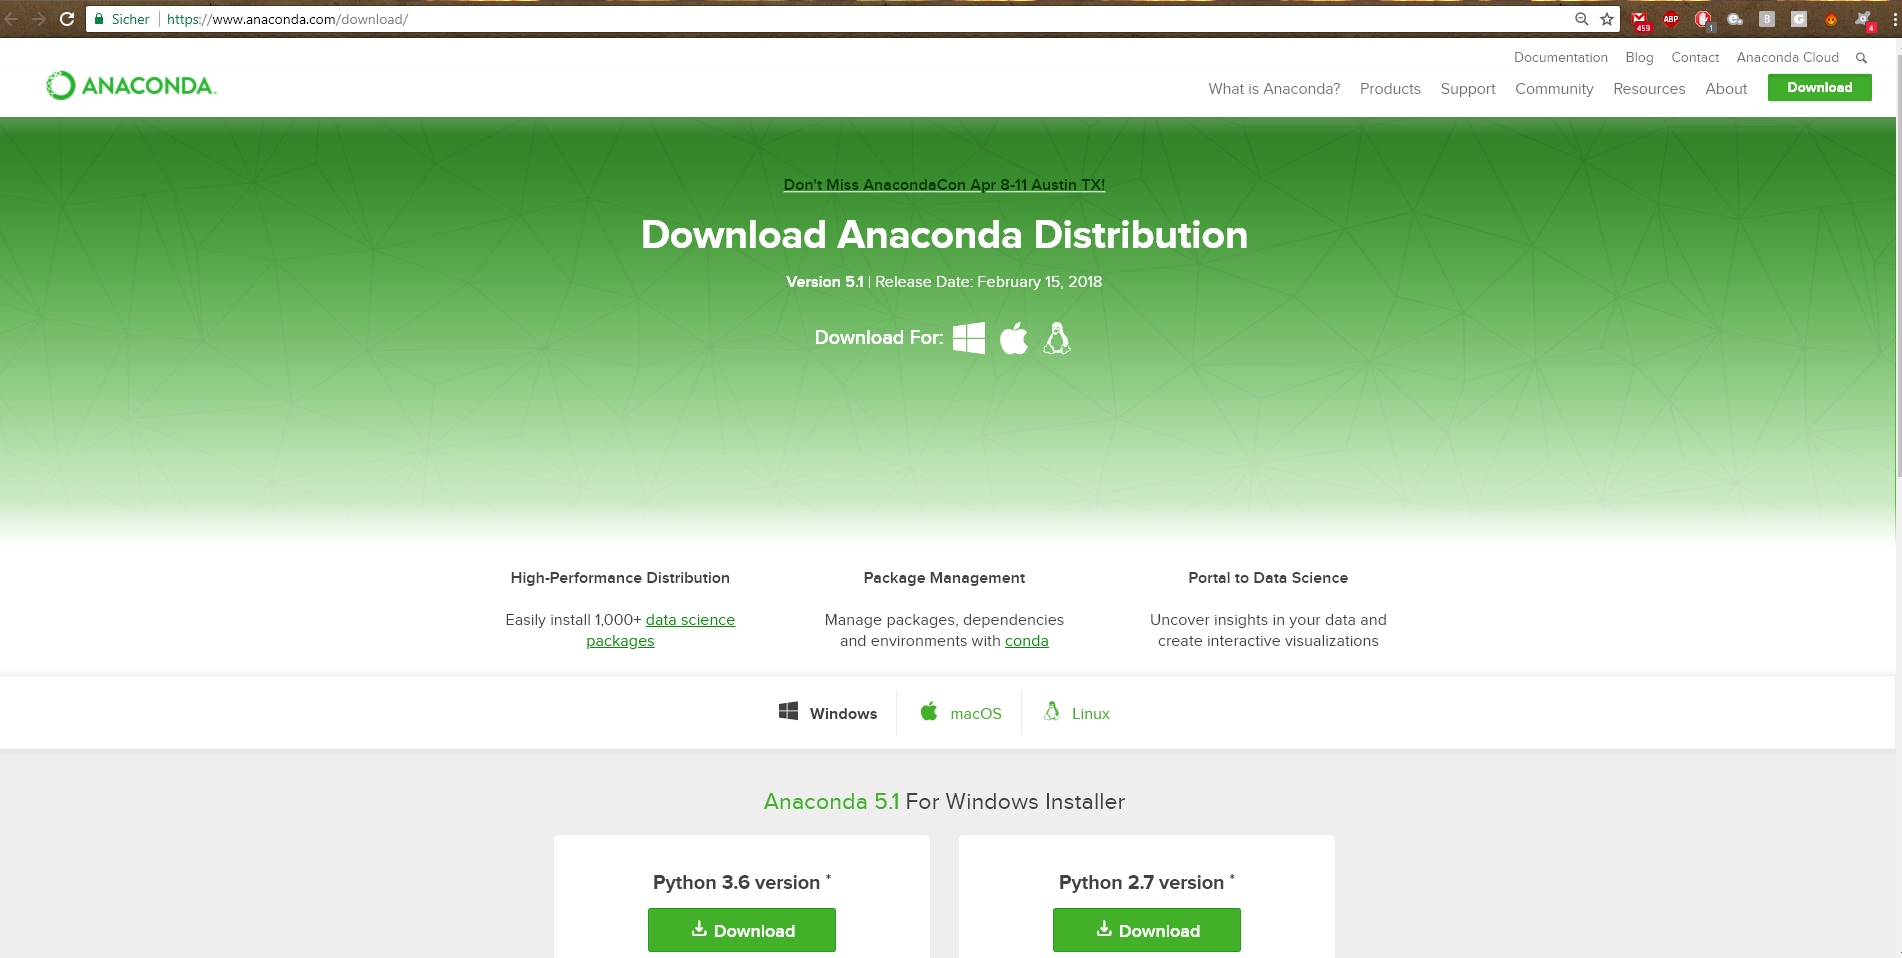 Sicher https://www.anaconda.com/download/
459 ABP 1 B G 4
Documentation Blog Contact Anaconda Cloud
ANACONDA.
What is Anaconda? Products Support Community Resources About Download
Don't Miss AnacondaCon Apr 8-11 Austin TX!
Download Anaconda Distribution
Version 5.1 | Release Date: February 15, 2018
Download For:
High-Performance Distribution
Easily install 1,000+ data science
packages
Package Management
Manage packages, dependencies
and environments with conda
Portal to Data Science
Uncover insights in your data and
create interactive visualizations
Windows macOS Linux
Anaconda 5.1 For Windows Installer
Python 3.6 version *
Download
Python 2.7 version *
Download